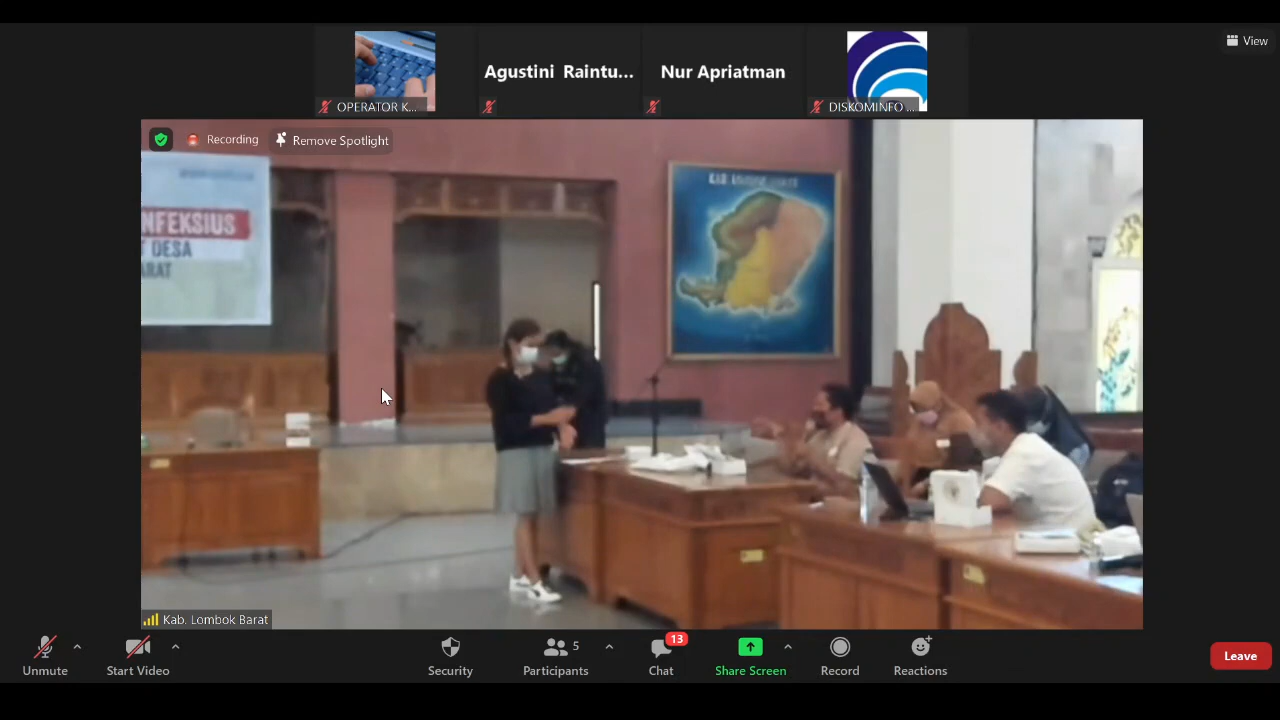 View
OPERATOR K...
Agustini Raintu...
Nur Apriatman
DISKOMINFO ...
Recording
Remove Spotlight
NFEKSIUS
T DESA
ARAT
Kab. Lombok Barat
Unmute
Start Video
Security
Participants
5
Chat
13
Share Screen
Record
Reactions
Leave